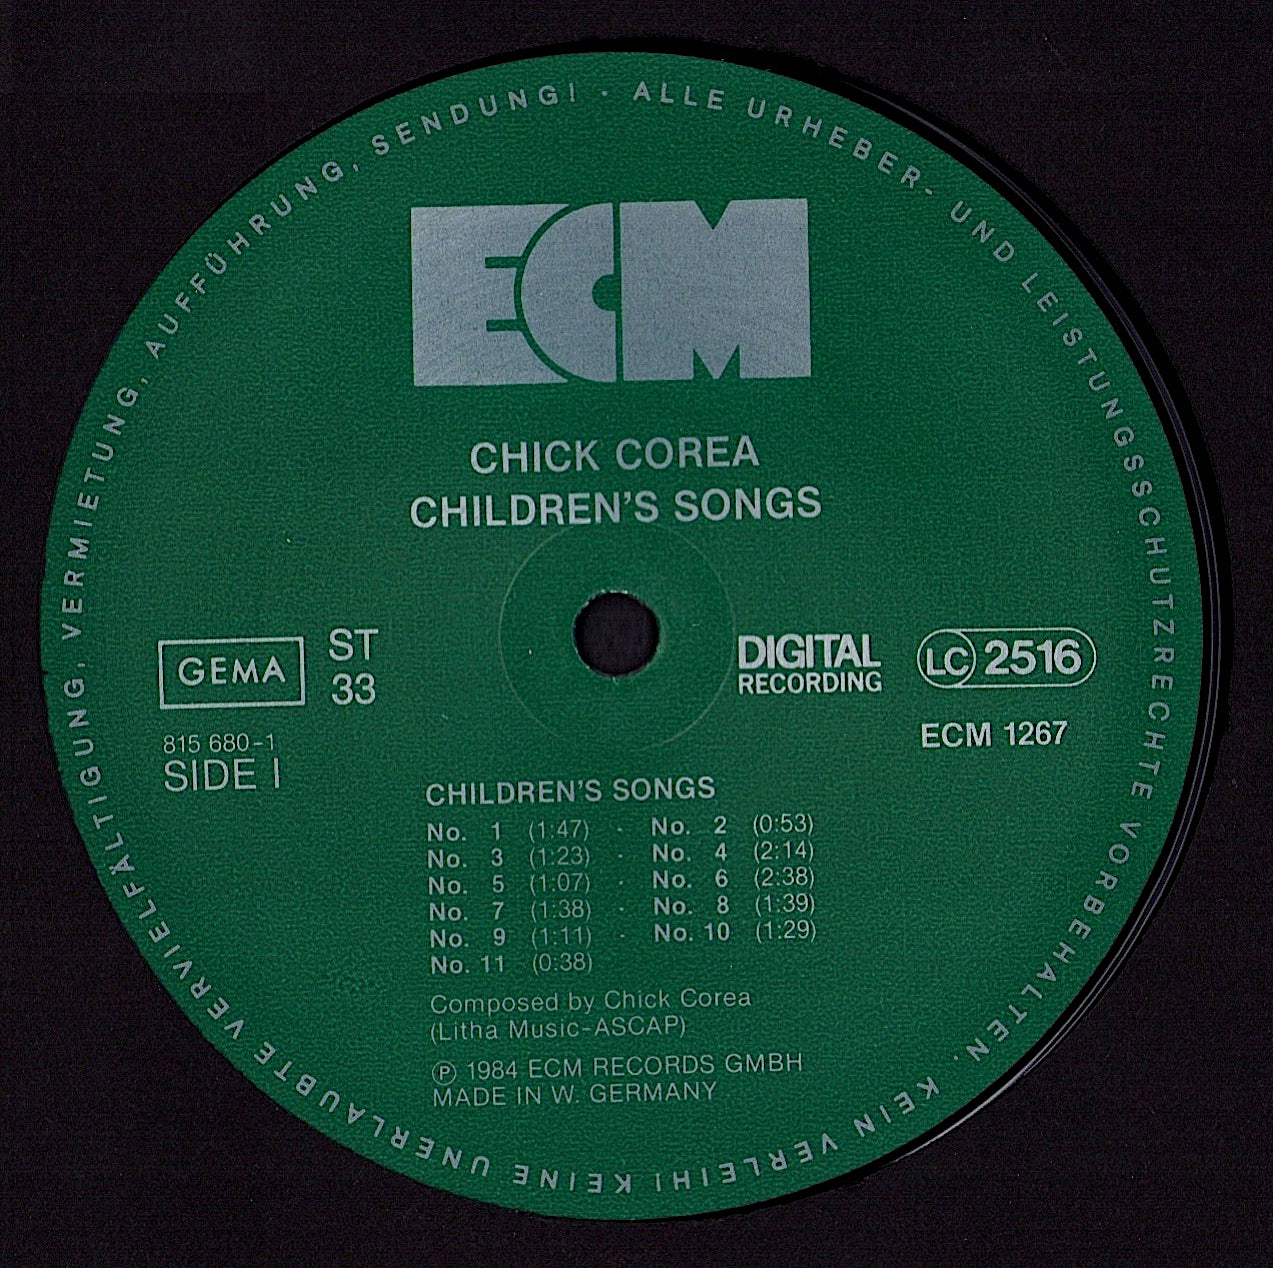 ALLE URHEBER- UND LEISTUNGSSCHUTZRECHTE VORBEHALTEN. KEIN VERLEIH! KEINE UNERLAUBTE VERVIELFÄLTIGUNG, VERMIETUNG, AUFFÜHRUNG, SENDUNG! ·
ECM
CHICK COREA
CHILDREN'S SONGS
GEMA
ST
33
815 680-1
SIDE I
DIGITAL
RECORDING
LC 2516
ECM 1267
CHILDREN'S SONGS
No. 1 (1:47) · No. 2 (0:53)
No. 3 (1:23) · No. 4 (2:14)
No. 5 (1:07) · No. 6 (2:38)
No. 7 (1:38) · No. 8 (1:39)
No. 9 (1:11) · No. 10 (1:29)
No. 11 (0:38)
Composed by Chick Corea
(Litha Music-ASCAP)
Ⓟ 1984 ECM RECORDS GMBH
MADE IN W. GERMANY